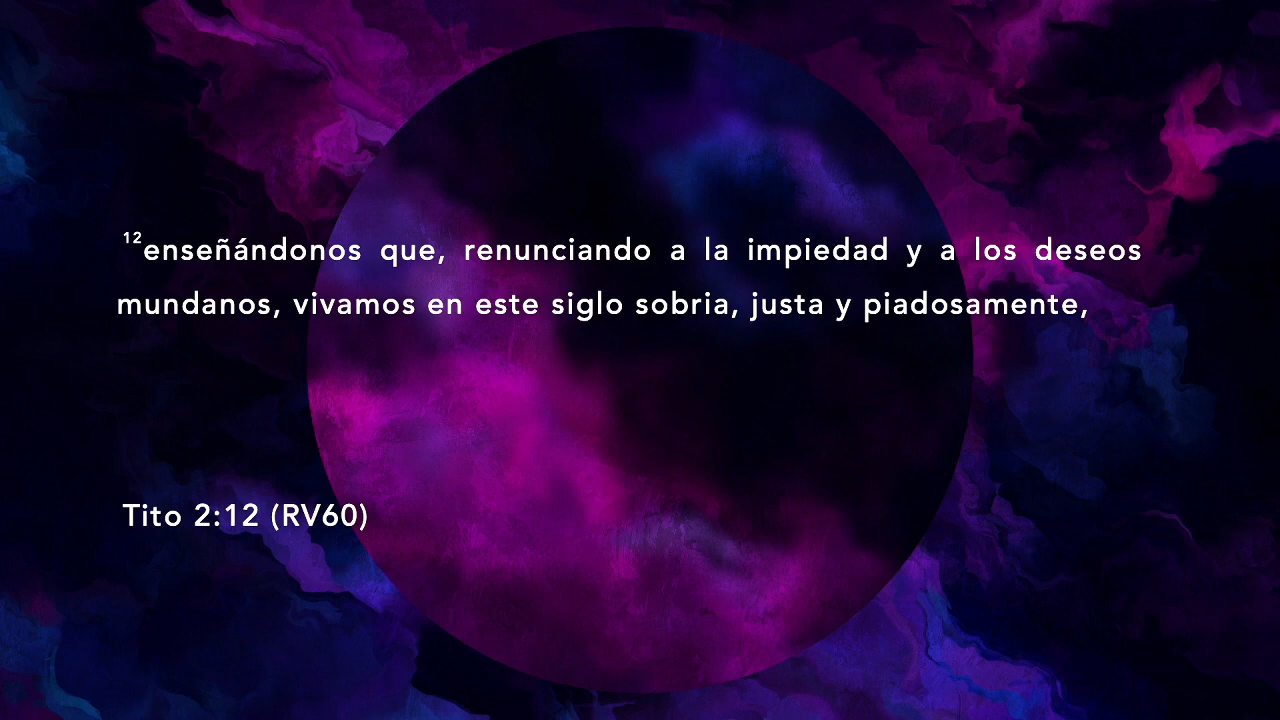 ¹²enseñándonos que, renunciando a la impiedad y a los deseos
mundanos, vivamos en este siglo sobria, justa y piadosamente,
Tito 2:12 (RV60)